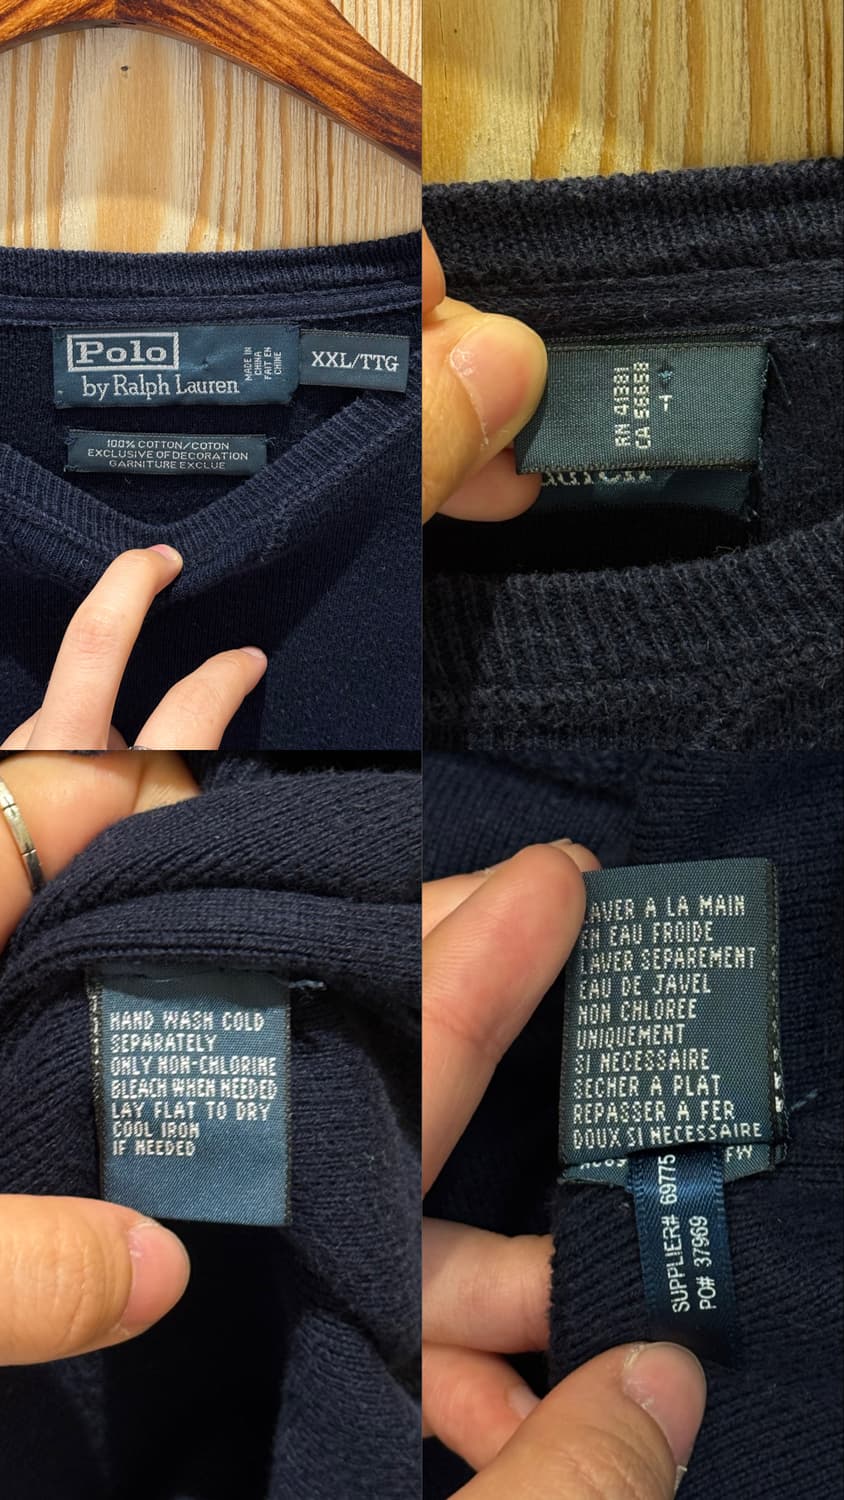 Polo
by Ralph Lauren
MADE IN
CHINA
FAIT EN
CHINE
XXL/TTG
100% COTTON/COTON
EXCLUSIVE OF DECORATION
GARNITURE EXCLUE
RN 41381
CA 56658
T
auren
HAND WASH COLD
SEPARATELY
ONLY NON-CHLORINE
BLEACH WHEN NEEDED
LAY FLAT TO DRY
COOL IRON
IF NEEDED
LAVER A LA MAIN
EN EAU FROIDE
LAVER SEPAREMENT
EAU DE JAVEL
NON CHLOREE
UNIQUEMENT
SI NECESSAIRE
SECHER A PLAT
REPASSER A FER
DOUX SI NECESSAIRE
FW
SUPPLIER# 69775
PO# 37969